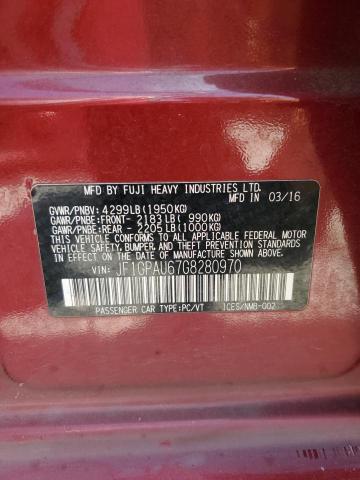 MFD BY FUJI HEAVY INDUSTRIES LTD.
MFD IN 03/16
GVWR/PNBV: 4299LB(1950KG)
GAWR/PNBE:FRONT- 2183LB( 990KG)
GAWR/PNBE:REAR - 2205LB(1000KG)
THIS VEHICLE CONFORMS TO ALL APPLICABLE
FEDERAL MOTOR VEHICLE SAFETY, BUMPER, AND
THEFT PREVENTION STANDARDS IN EFFECT ON
THE DATE OF MANUFACTURE SHOWN ABOVE.
VIN: JF1GPAU67G8280970
PASSENGER CAR TYPE:PC/VT ICES/NMB-002